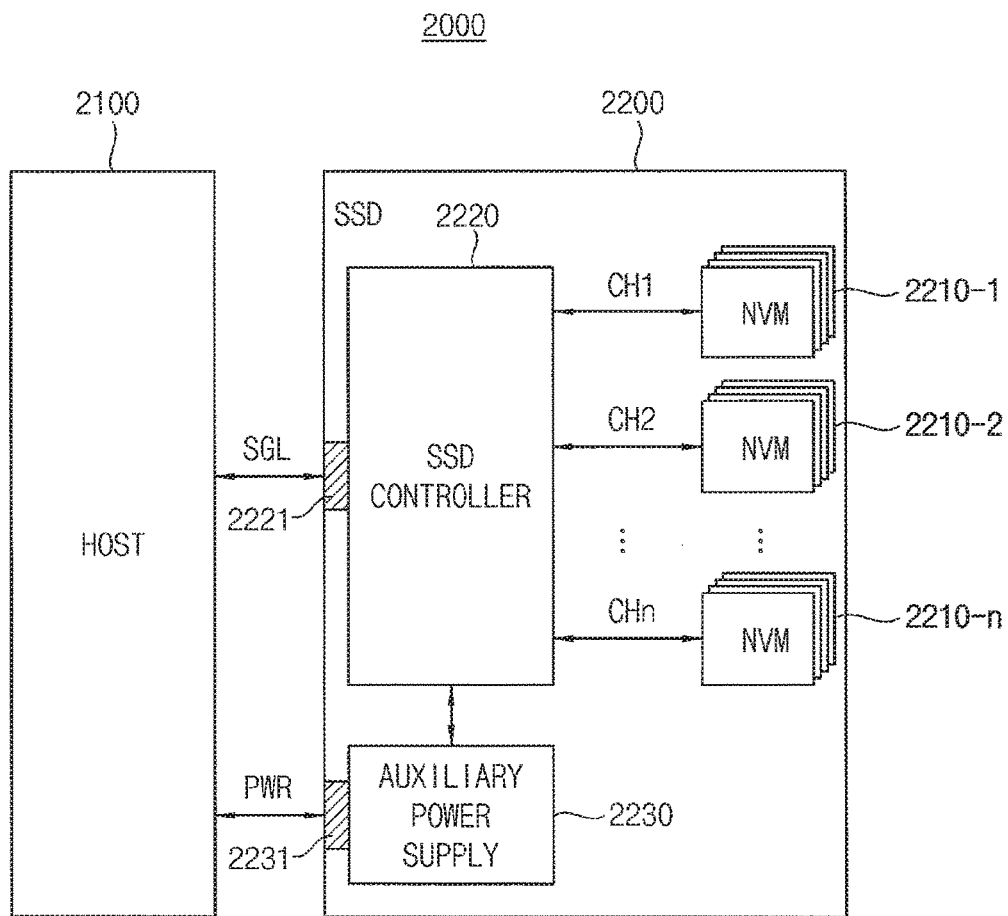 2000
2100
2200
SSD
2220
CH1
NVM
2210-1
CH2
NVM
2210-2
SGL
2221
SSD
CONTROLLER
HOST
CHn
NVM
2210-n
PWR
2231
AUXILIARY
POWER
SUPPLY
2230